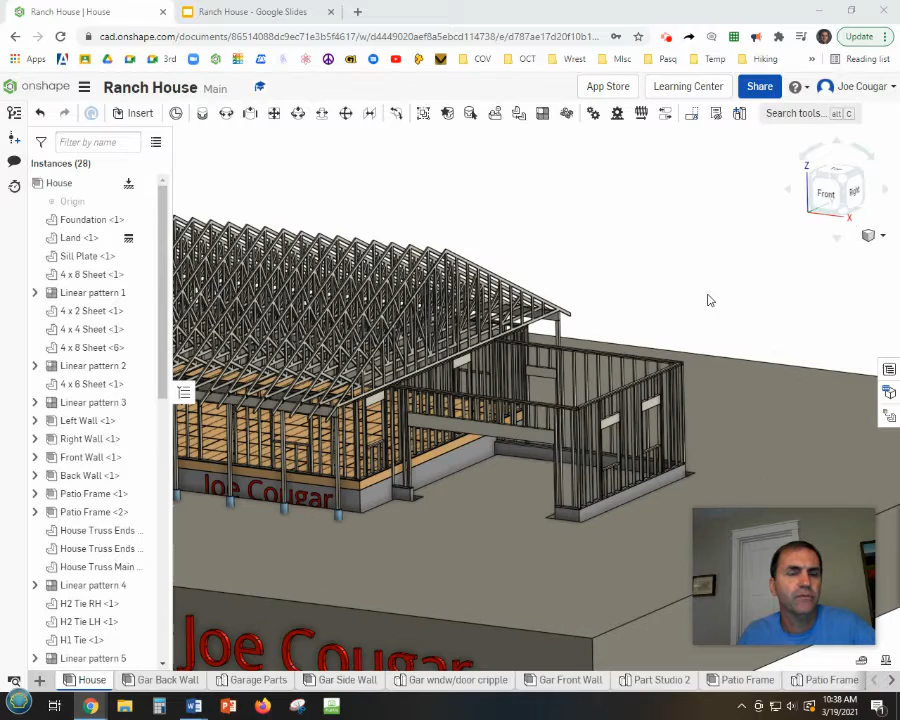 Ranch House | House
Ranch House - Google Slides
cad.onshape.com/documents/86514088dc9ec71e3b5f4617/w/d4449020aef8a5ebcd114738/e/d787ae17d20f10b1...
Update
Apps
3rd
COV
OCT
Wrest
MIsc
Pasq
Temp
Hiking
Reading list
onshape
Ranch House Main
App Store
Learning Center
Share
Joe Cougar
Insert
Search tools...
alt C
Filter by name
Instances (28)
House
Origin
Foundation <1>
Land <1>
Sill Plate <1>
4 x 8 Sheet <1>
Linear pattern 1
4 x 2 Sheet <1>
4 x 4 Sheet <1>
4 x 8 Sheet <6>
Linear pattern 2
4 x 6 Sheet <1>
Linear pattern 3
Left Wall <1>
Right Wall <1>
Front Wall <1>
Back Wall <1>
Patio Frame <1>
Patio Frame <2>
House Truss Ends ...
House Truss Ends ...
House Truss Main ...
Linear pattern 4
H2 Tie RH <1>
H2 Tie LH <1>
H1 Tie <1>
Linear pattern 5
Z
Front
Right
X
Joe Cougar
Joe Cougar
House
Gar Back Wall
Garage Parts
Gar Side Wall
Gar wndw/door cripple
Gar Front Wall
Part Studio 2
Patio Frame
Patio Frame
10:38 AM
3/19/2021